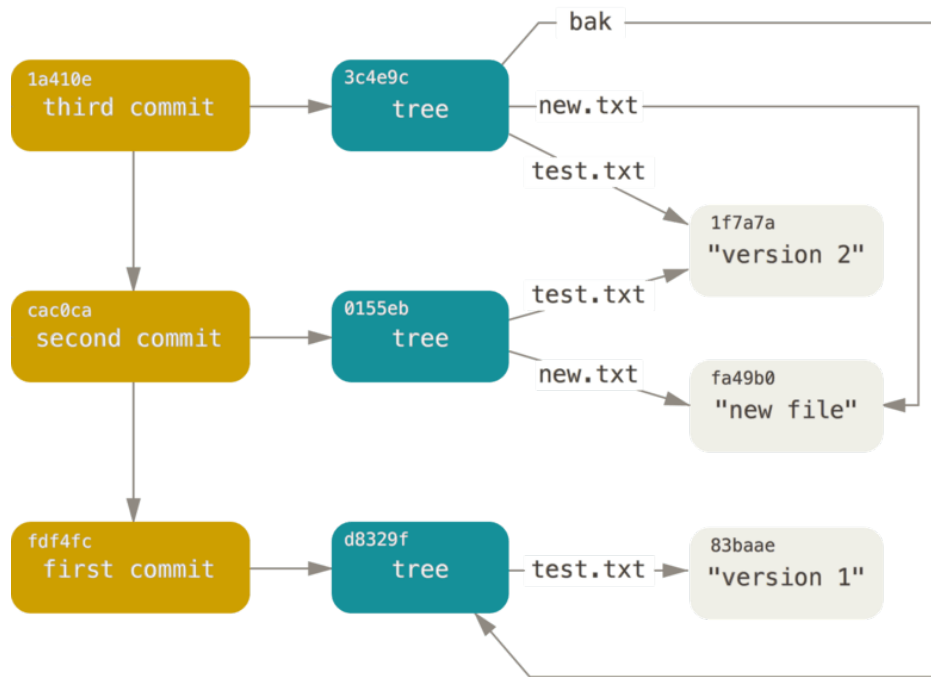 bak
1a410e
third commit
3c4e9c
tree
new.txt
test.txt
1f7a7a
"version 2"
cac0ca
second commit
0155eb
tree
test.txt
new.txt
fa49b0
"new file"
fdf4fc
first commit
d8329f
tree
test.txt
83baae
"version 1"